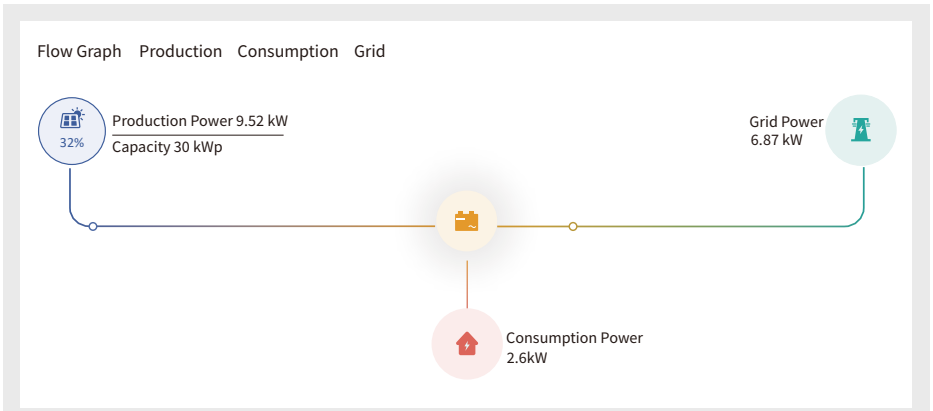 Flow Graph Production Consumption Grid
32%
Production Power 9.52 kW
Capacity 30 kWp
Grid Power
6.87 kW
Consumption Power
2.6kW